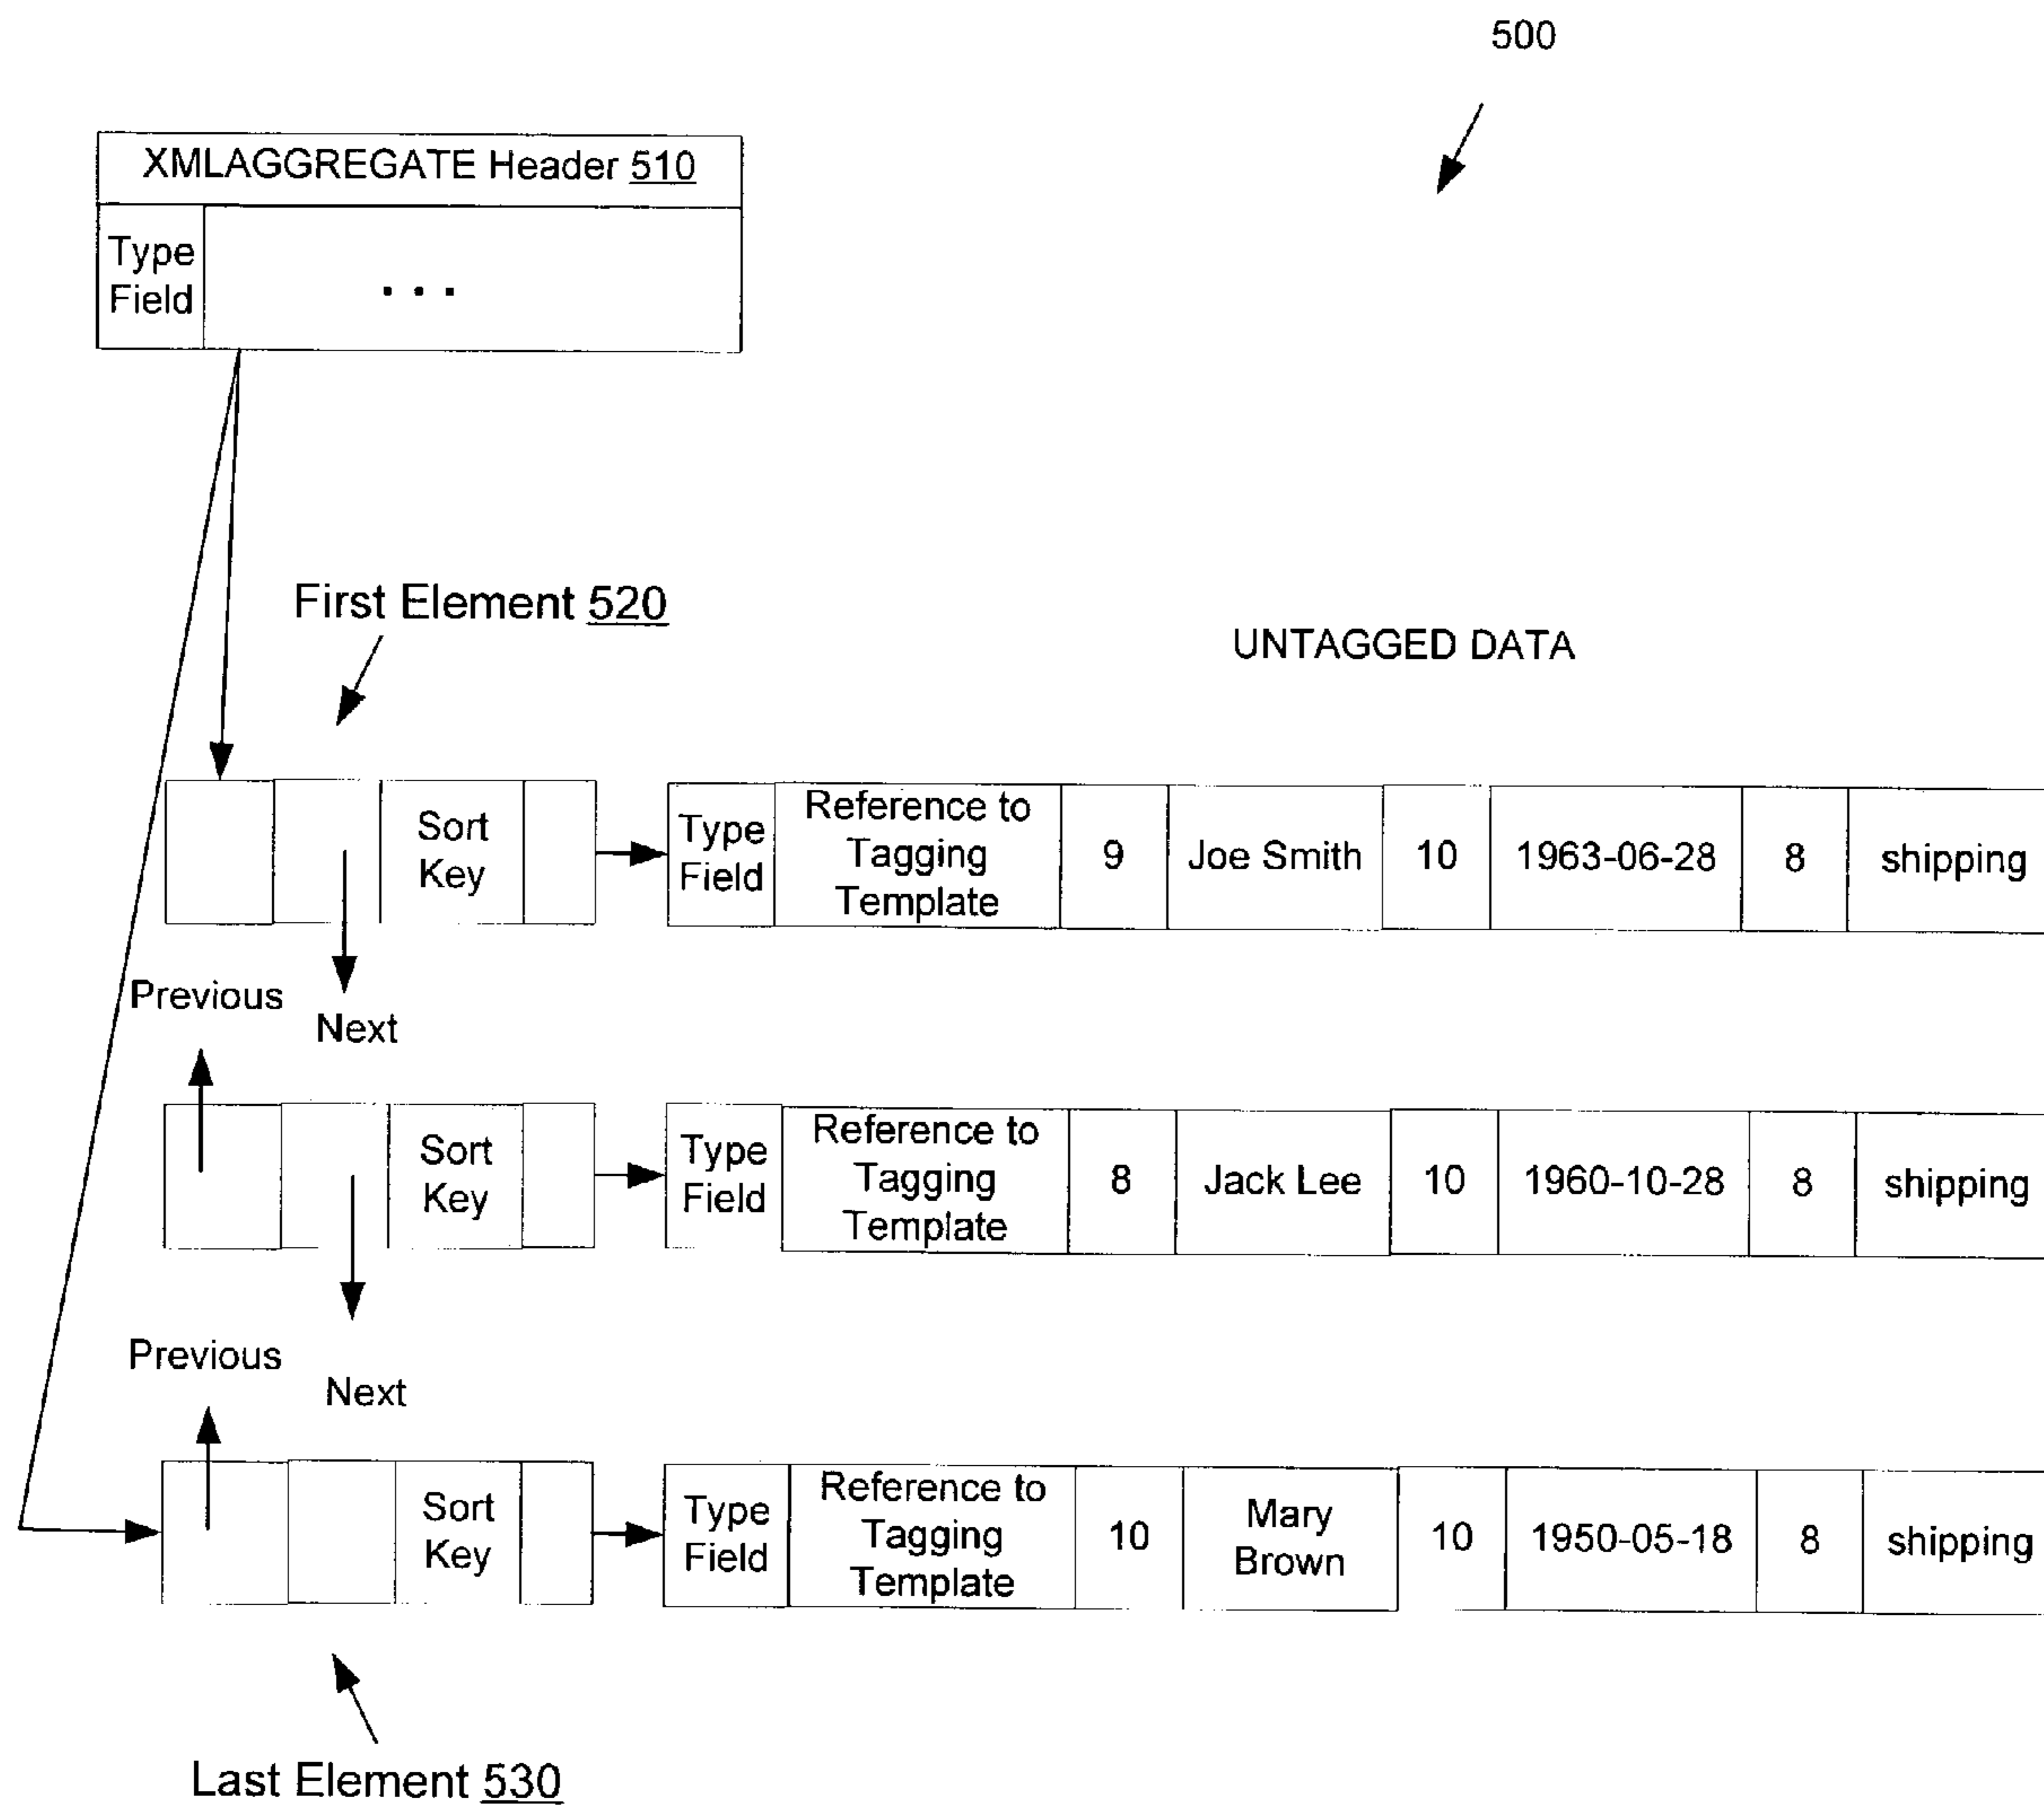 500
XMLAGGREGATE Header 510
Type
Field
. . .
First Element 520
UNTAGGED DATA
Sort
Key
Type
Field
Reference to
Tagging
Template
9
Joe Smith
10
1963-06-28
8
shipping
Previous
Next
Sort
Key
Type
Field
Reference to
Tagging
Template
8
Jack Lee
10
1960-10-28
8
shipping
Previous
Next
Sort
Key
Type
Field
Reference to
Tagging
Template
10
Mary
Brown
10
1950-05-18
8
shipping
Last Element 530